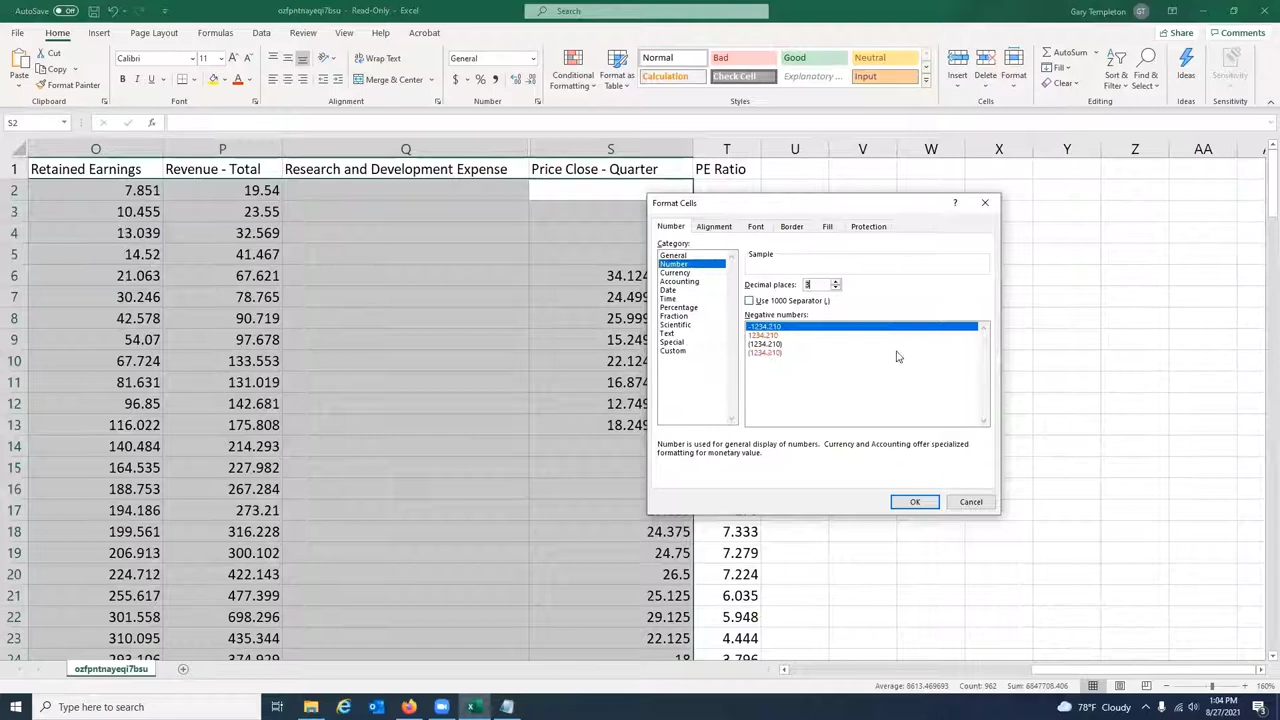 AutoSave Off ozfpntnayeqi7bsu - Read-Only - Excel Search Gary Templeton GT
File Home Insert Page Layout Formulas Data Review View Help Acrobat Share Comments
Paste Cut Copy Format Painter Clipboard
Calibri 11 A A B I U A Font
Wrap Text Merge & Center Alignment
General $ % , Number
Conditional Formatting Format as Table
Normal Bad Good Neutral
Calculation Check Cell Explanatory ... Input
Styles
Insert Delete Format Cells
AutoSum Fill Clear Sort & Filter Find & Select Editing
Ideas Ideas
Sensitivity Sensitivity
S2 fx
O P Q S T U V W X Y Z AA
1 Retained Earnings Revenue - Total Research and Development Expense Price Close - Quarter PE Ratio
2 7.851 19.54
3 10.455 23.55
4 13.039 32.569
5 14.52 41.467
6 21.063 67.621 34.124
7 30.246 78.765 24.499
8 42.578 90.719 25.999
9 54.07 97.678 15.249
10 67.724 133.553 22.124
11 81.631 131.019 16.874
12 96.85 142.681 12.749
13 116.022 175.808 18.249
14 140.484 214.293
15 164.535 227.982
16 188.753 267.284
17 194.186 273.21
18 199.561 316.228 24.375 7.333
19 206.913 300.102 24.75 7.279
20 224.712 422.143 26.5 7.224
21 255.617 477.399 25.125 6.035
22 301.558 698.296 29.125 5.948
23 310.095 435.344 22.125 4.444
24 293.106 374.929 18 3.796
Format Cells ? 
Number Alignment Font Border Fill Protection
Category:
General
Number
Currency
Accounting
Date
Time
Percentage
Fraction
Scientific
Text
Special
Custom
Sample
Decimal places: 3
Use 1000 Separator (,)
Negative numbers:
-1234.210
1234.210
(1234.210)
(1234.210)
Number is used for general display of numbers. Currency and Accounting offer specialized
formatting for monetary value.
OK Cancel
ozfpntnayeqi7bsu
Average: 8613.469693 Count: 962 160%
Type here to search 78°F Cloudy 1:04 PM
8/27/2021